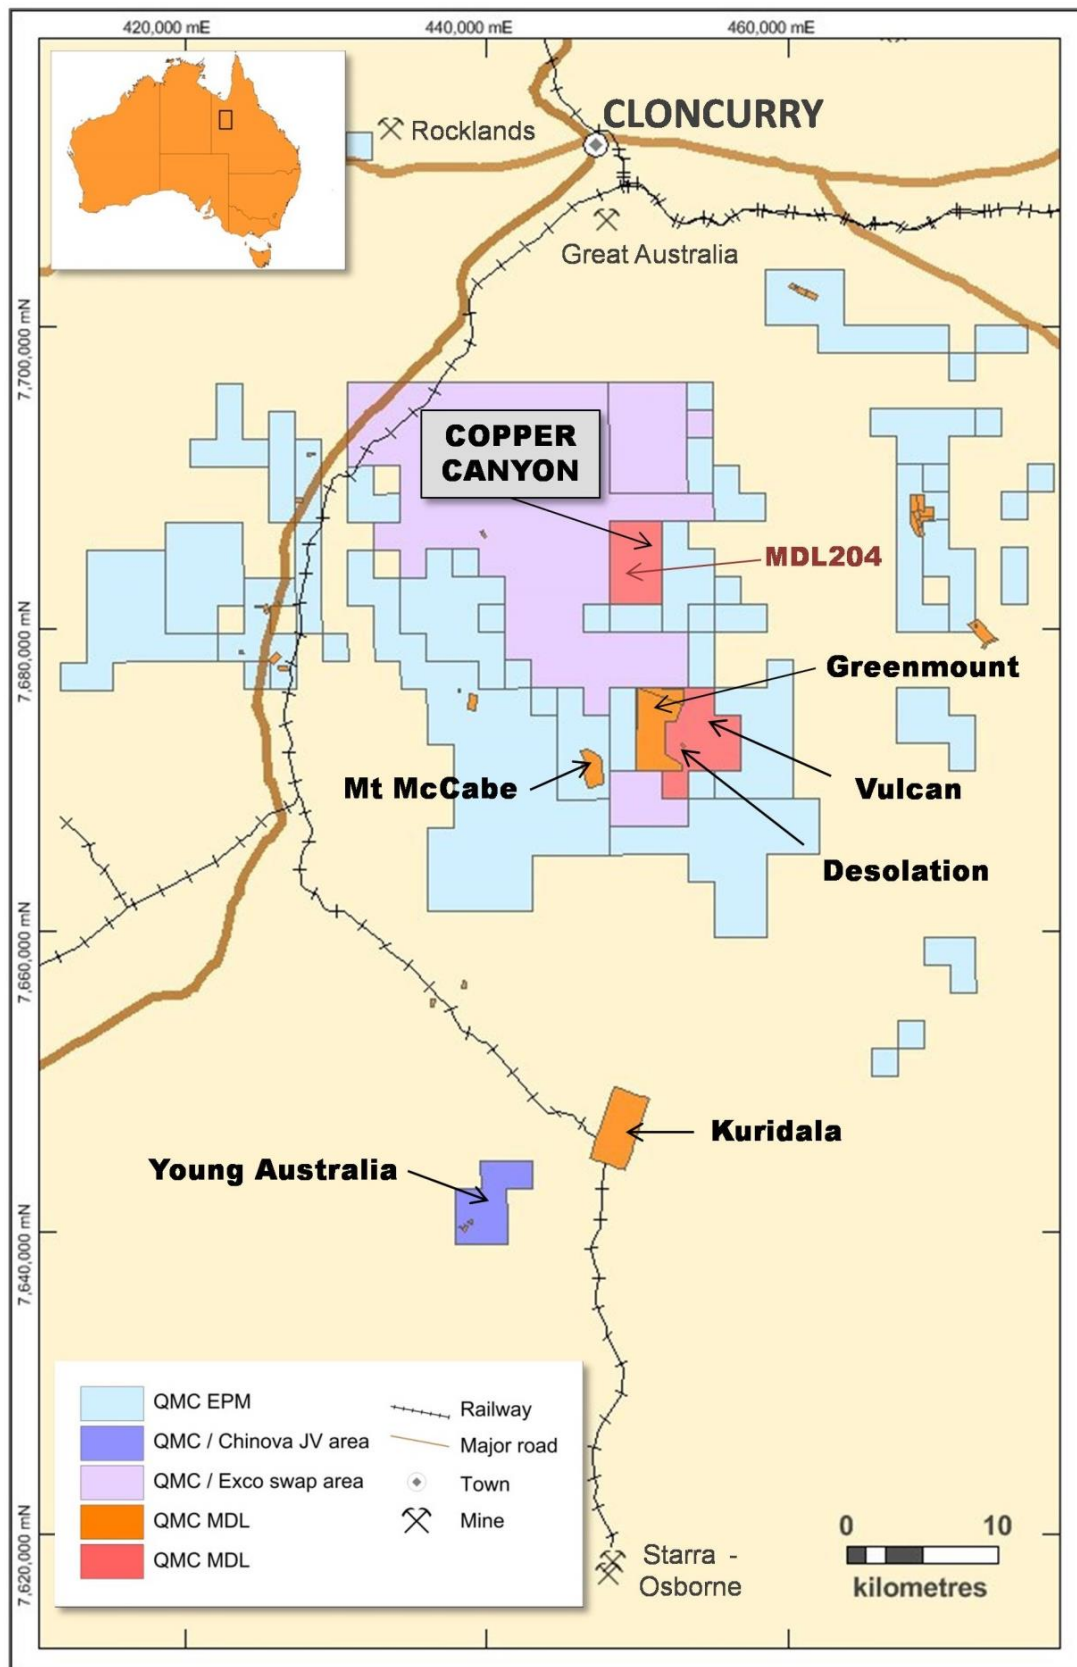 420,000 mE
440,000 mE
460,000 mE
CLONCURRY
Rocklands
Great Australia
7,700,000 mN
COPPER
CANYON
MDL204
7,680,000 mN
Greenmount
Mt McCabe
Vulcan
Desolation
7,660,000 mN
Kuridala
Young Australia
7,640,000 mN
QMC EPM
QMC / Chinova JV area
QMC / Exco swap area
QMC MDL
QMC MDL
Railway
Major road
Town
Mine
7,620,000 mN
Starra -
Osborne
0 10
kilometres